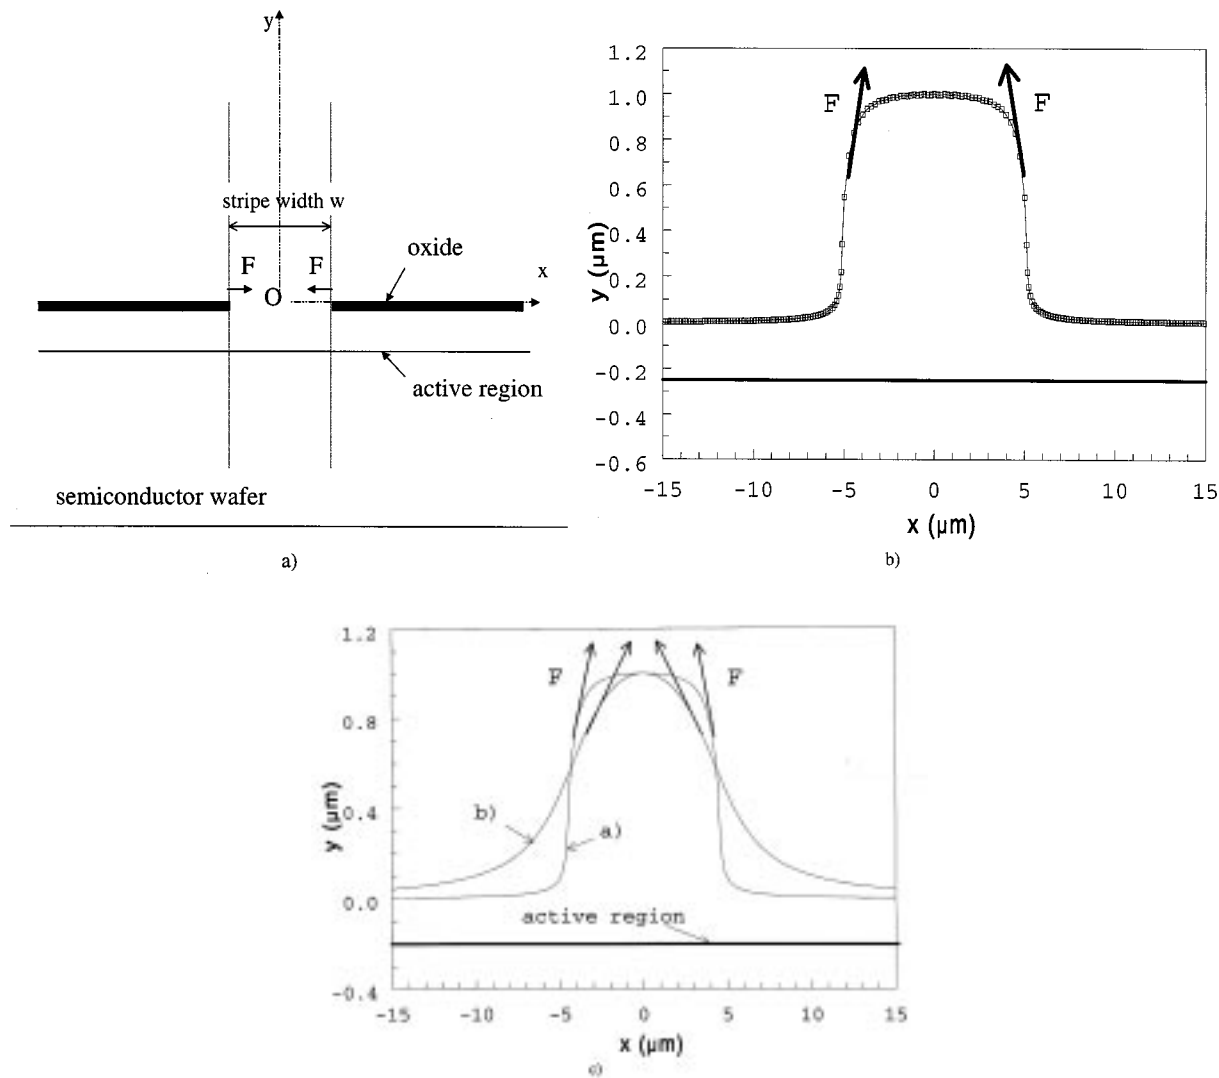 y
stripe width w
F F
oxide
O
x
active region
semiconductor wafer
a)
1.2
1.0
0.8
0.6
0.4
0.2
0.0
-0.2
-0.4
-0.6
y (µm)
F F
-15 -10 -5 0 5 10 15
x (µm)
b)
1.2
0.8
0.4
0.0
-0.4
y (µm)
F F
b)
a)
active region
-15 -10 -5 0 5 10 15
x (µm)
c)